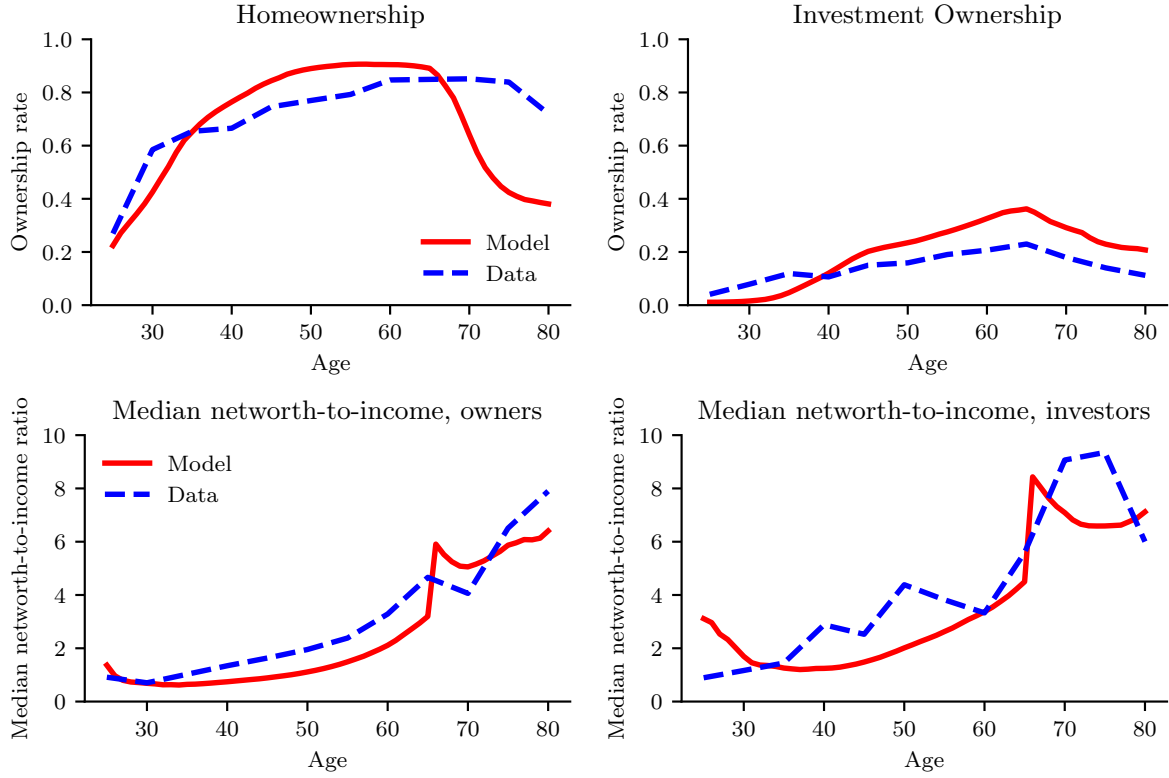 Homeownership
Ownership rate
1.0
0.8
0.6
0.4
0.2
0.0
Model
Data
30 40 50 60 70 80
Age
Investment Ownership
Ownership rate
1.0
0.8
0.6
0.4
0.2
0.0
30 40 50 60 70 80
Age
Median networth-to-income, owners
Median networth-to-income ratio
10
8
6
4
2
0
Model
Data
30 40 50 60 70 80
Age
Median networth-to-income, investors
Median networth-to-income ratio
10
8
6
4
2
0
30 40 50 60 70 80
Age